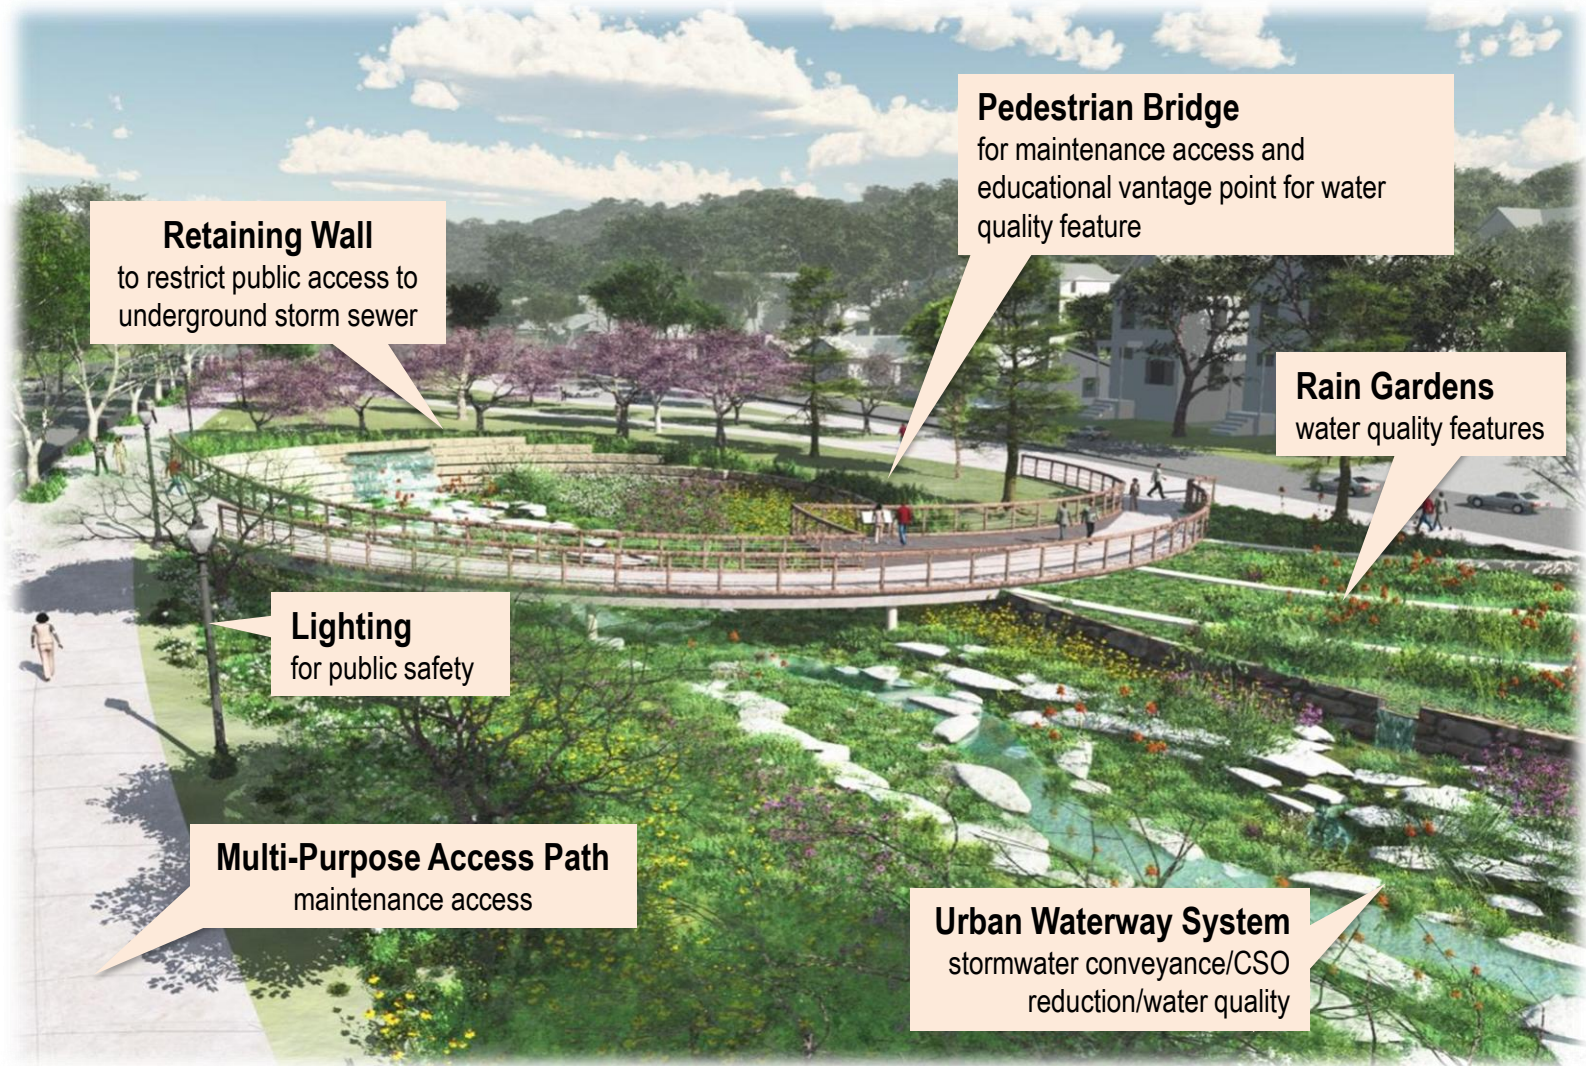 Pedestrian Bridge
for maintenance access and
educational vantage point for water
quality feature
Retaining Wall
to restrict public access to
underground storm sewer
Rain Gardens
water quality features
Lighting
for public safety
Multi-Purpose Access Path
maintenance access
Urban Waterway System
stormwater conveyance/CSO
reduction/water quality